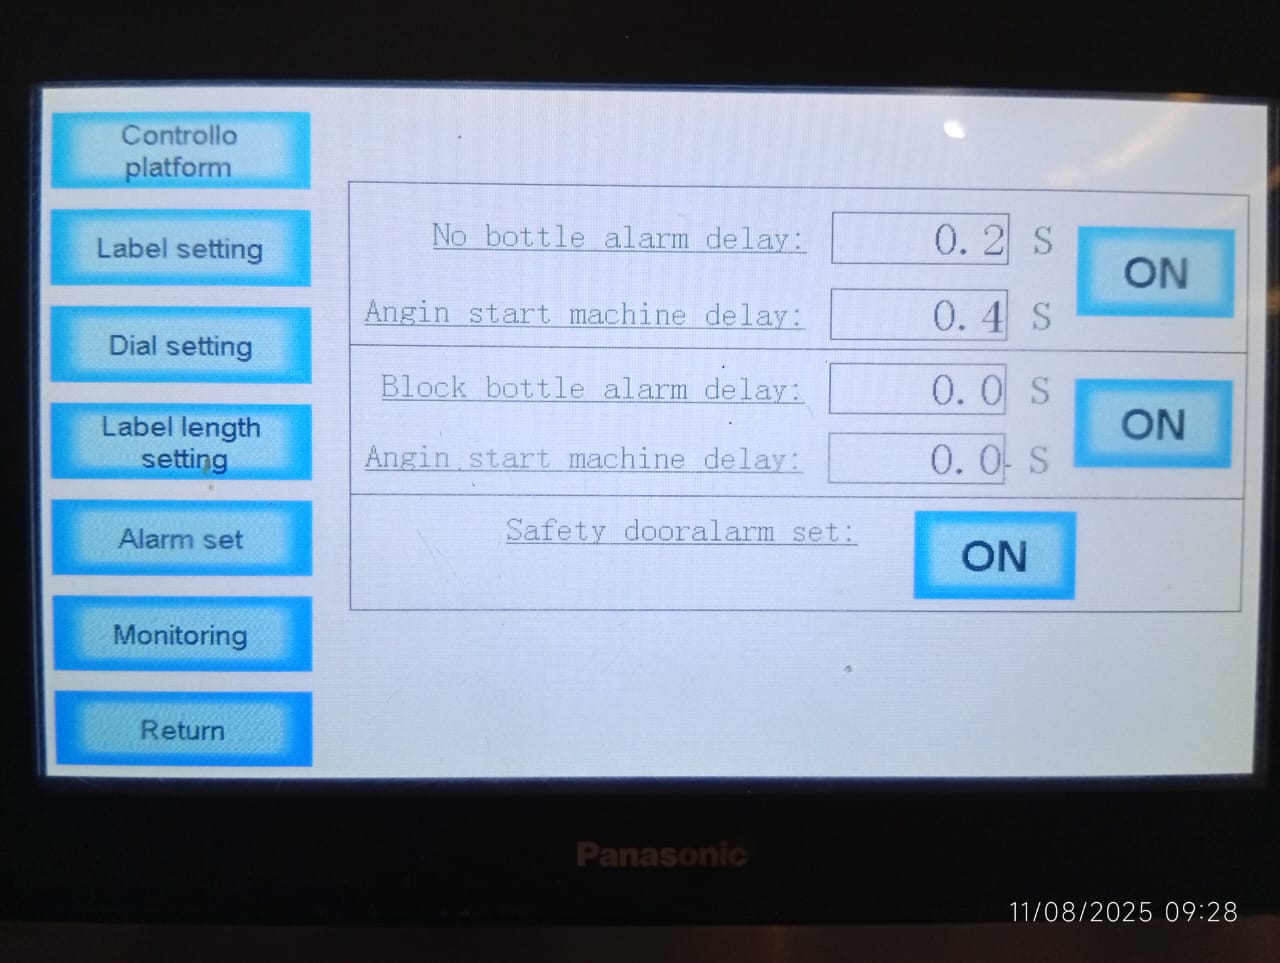 Controllo
platform
Label setting
Dial setting
Label length
setting
Alarm set
Monitoring
Return
No bottle alarm delay: 0.2 S
ON
Angin start machine delay: 0.4 S
Block bottle alarm delay: 0.0 S
ON
Angin start machine delay: 0.0 S
Safety dooralarm set: ON
Panasonic
11/08/2025 09:28